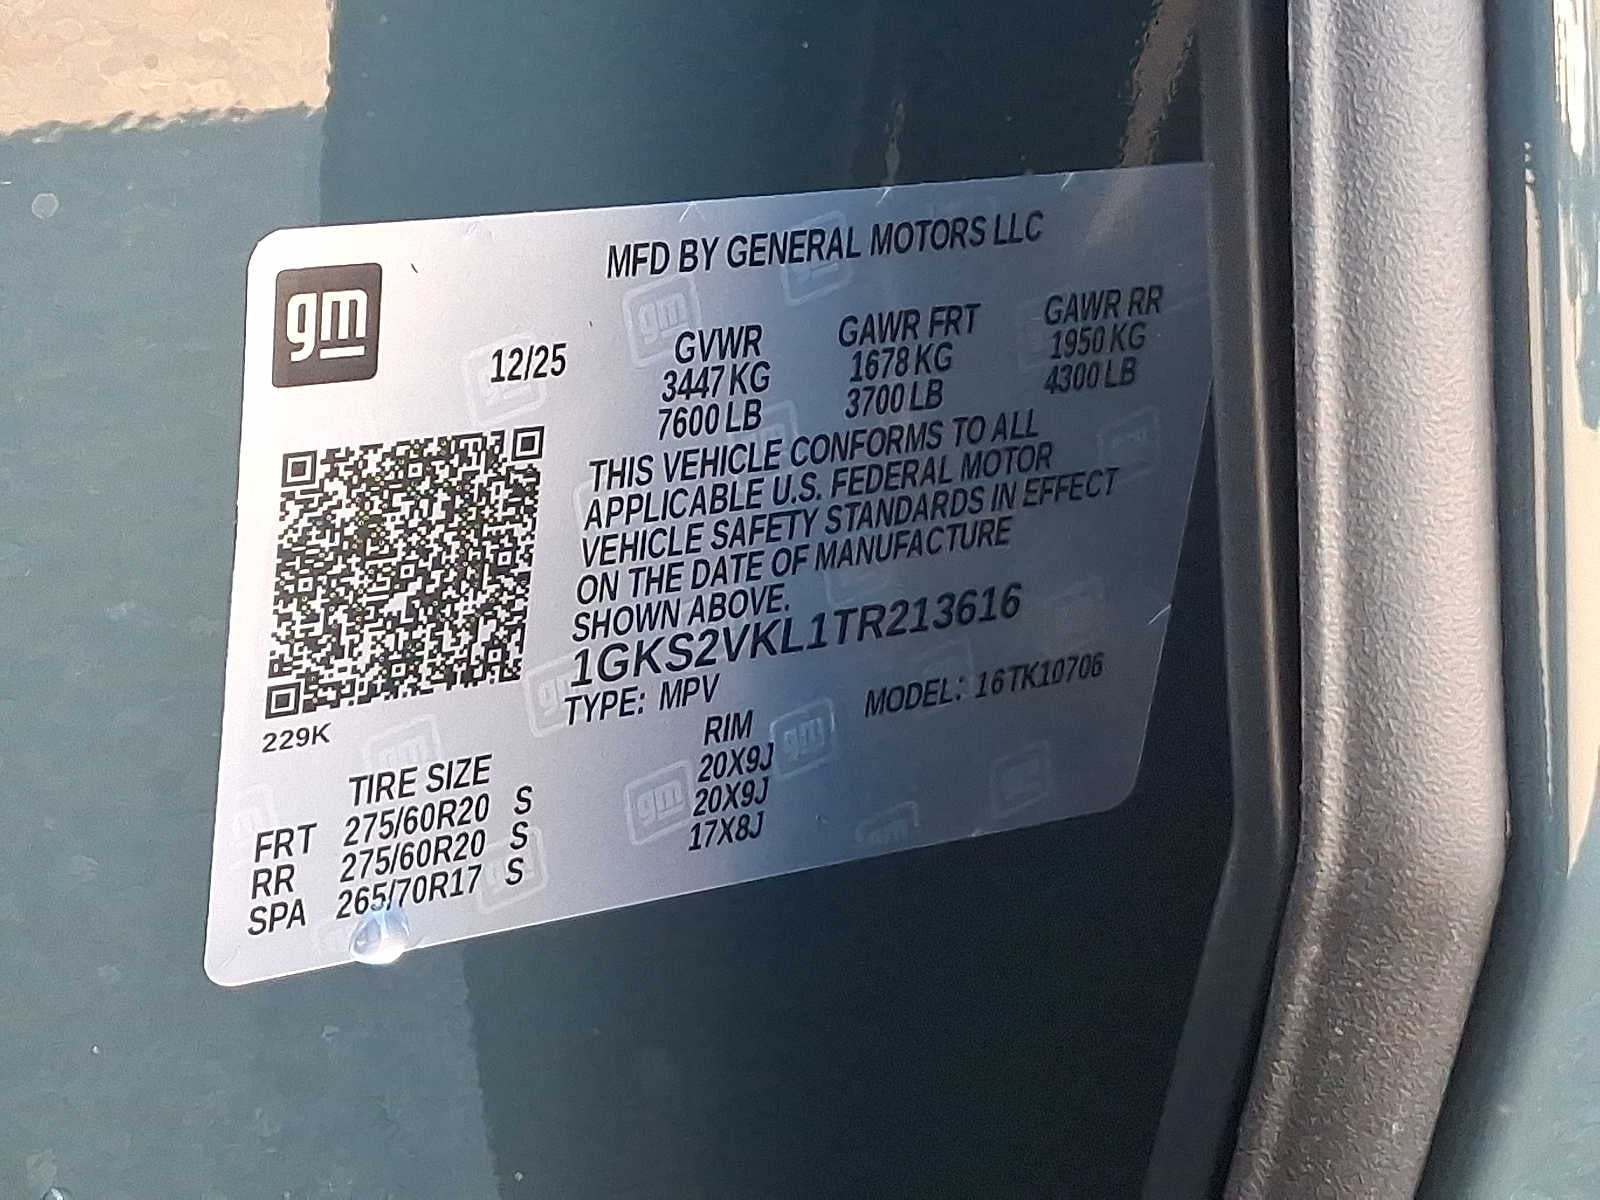 gm
MFD BY GENERAL MOTORS LLC
12/25 GVWR GAWR FRT GAWR RR
3447 KG 1678 KG 1950 KG
7600 LB 3700 LB 4300 LB
THIS VEHICLE CONFORMS TO ALL
APPLICABLE U.S. FEDERAL MOTOR
VEHICLE SAFETY STANDARDS IN EFFECT
ON THE DATE OF MANUFACTURE
SHOWN ABOVE.
1GKS2VKL1TR213616
TYPE: MPV MODEL: 16TK10706
229K
TIRE SIZE RIM
FRT 275/60R20 S 20X9J
RR 275/60R20 S 20X9J
SPA 265/70R17 S 17X8J